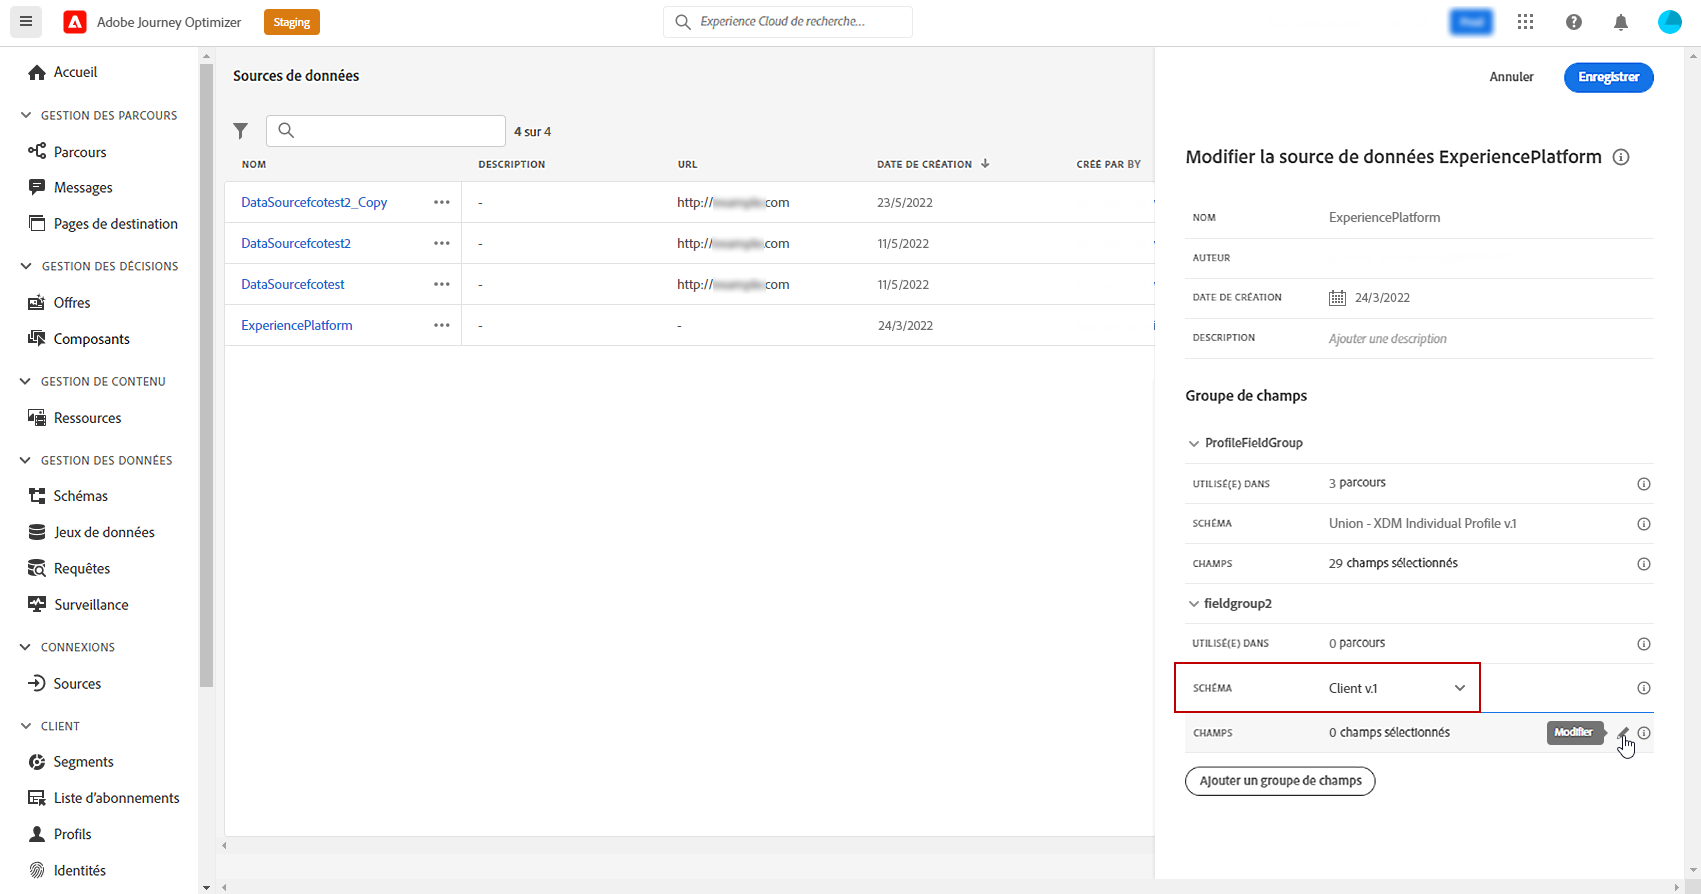 Adobe Journey Optimizer
Staging
Experience Cloud de recherche...
Accueil
GESTION DES PARCOURS
Parcours
Messages
Pages de destination
GESTION DES DÉCISIONS
Offres
Composants
GESTION DE CONTENU
Ressources
GESTION DES DONNÉES
Schémas
Jeux de données
Requêtes
Surveillance
CONNEXIONS
Sources
CLIENT
Segments
Liste d'abonnements
Profils
Identités
Sources de données
4 sur 4
NOM DESCRIPTION URL DATE DE CRÉATION CRÉÉ PAR BY
DataSourcefcotest2_Copy ••• - http:// com 23/5/2022
DataSourcefcotest2 ••• - http:// com 11/5/2022
DataSourcefcotest ••• - http:// com 11/5/2022
ExperiencePlatform ••• - - 24/3/2022
Annuler
Enregistrer
Modifier la source de données ExperiencePlatform
NOM ExperiencePlatform
AUTEUR
DATE DE CRÉATION 24/3/2022
DESCRIPTION Ajouter une description
Groupe de champs
ProfileFieldGroup
UTILISÉ(E) DANS 3 parcours
SCHÉMA Union - XDM Individual Profile v.1
CHAMPS 29 champs sélectionnés
fieldgroup2
UTILISÉ(E) DANS 0 parcours
SCHÉMA Client v.1
CHAMPS 0 champs sélectionnés Modifier
Ajouter un groupe de champs